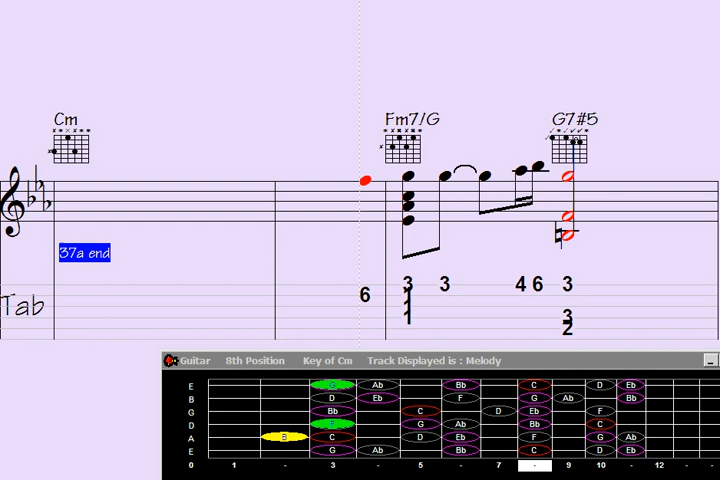 Cm Fm7/G G7#5
37a end
Tab
6 3 1 1 1 3 4 6 3 3 2
Guitar 8th Position Key of Cm Track Displayed is : Melody
E G Ab Bb C D Eb
B D Eb F G Ab Bb
G Bb C D Eb F
D F G Ab Bb C
A B C D Eb F G Ab
E G Ab Bb C D Eb
0 1 - 3 - 5 - 7 - 9 10 - 12 - -